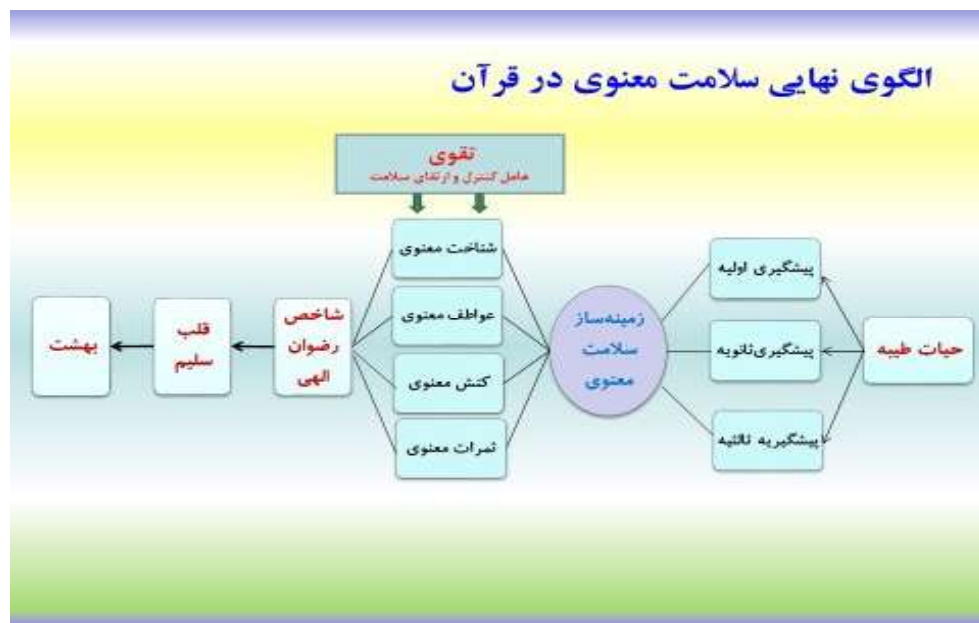 الگوی نهایی سلامت معنوی در قرآن
تقوی
عامل کنترل و ارتقای سلامت
حیات طیبه
پیشگیری اولیه
پیشگیری ثانویه
پیشگیریه ثالثیه
زمینه‌ساز
سلامت
معنوی
شناخت معنوی
عواطف معنوی
کنش معنوی
ثمرات معنوی
شاخص
رضوان
الهی
قلب
سلیم
بهشت